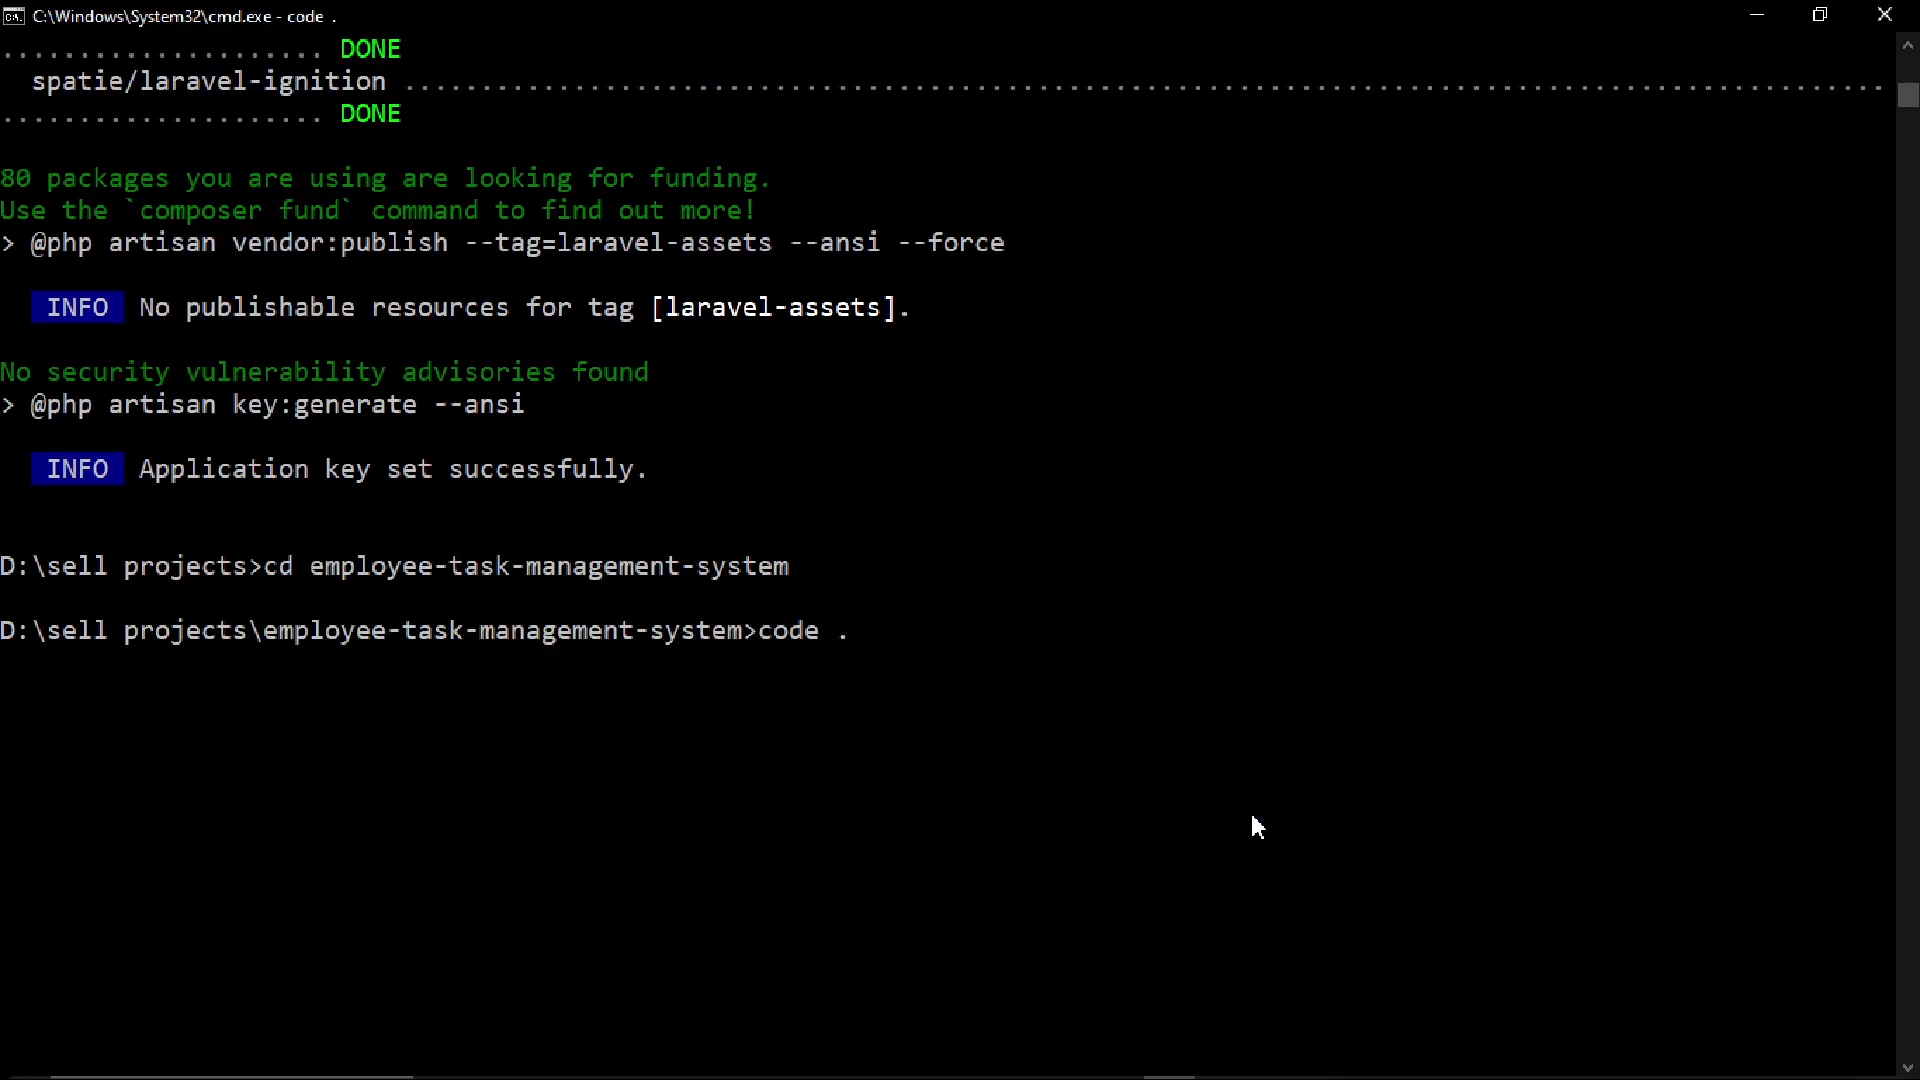 C:\Windows\System32\cmd.exe - code .
..................... DONE
spatie/laravel-ignition ................................................................................................
..................... DONE
80 packages you are using are looking for funding.
Use the `composer fund` command to find out more!
> @php artisan vendor:publish --tag=laravel-assets --ansi --force
INFO No publishable resources for tag [laravel-assets].
No security vulnerability advisories found
> @php artisan key:generate --ansi
INFO Application key set successfully.
D:\sell projects>cd employee-task-management-system
D:\sell projects\employee-task-management-system>code .